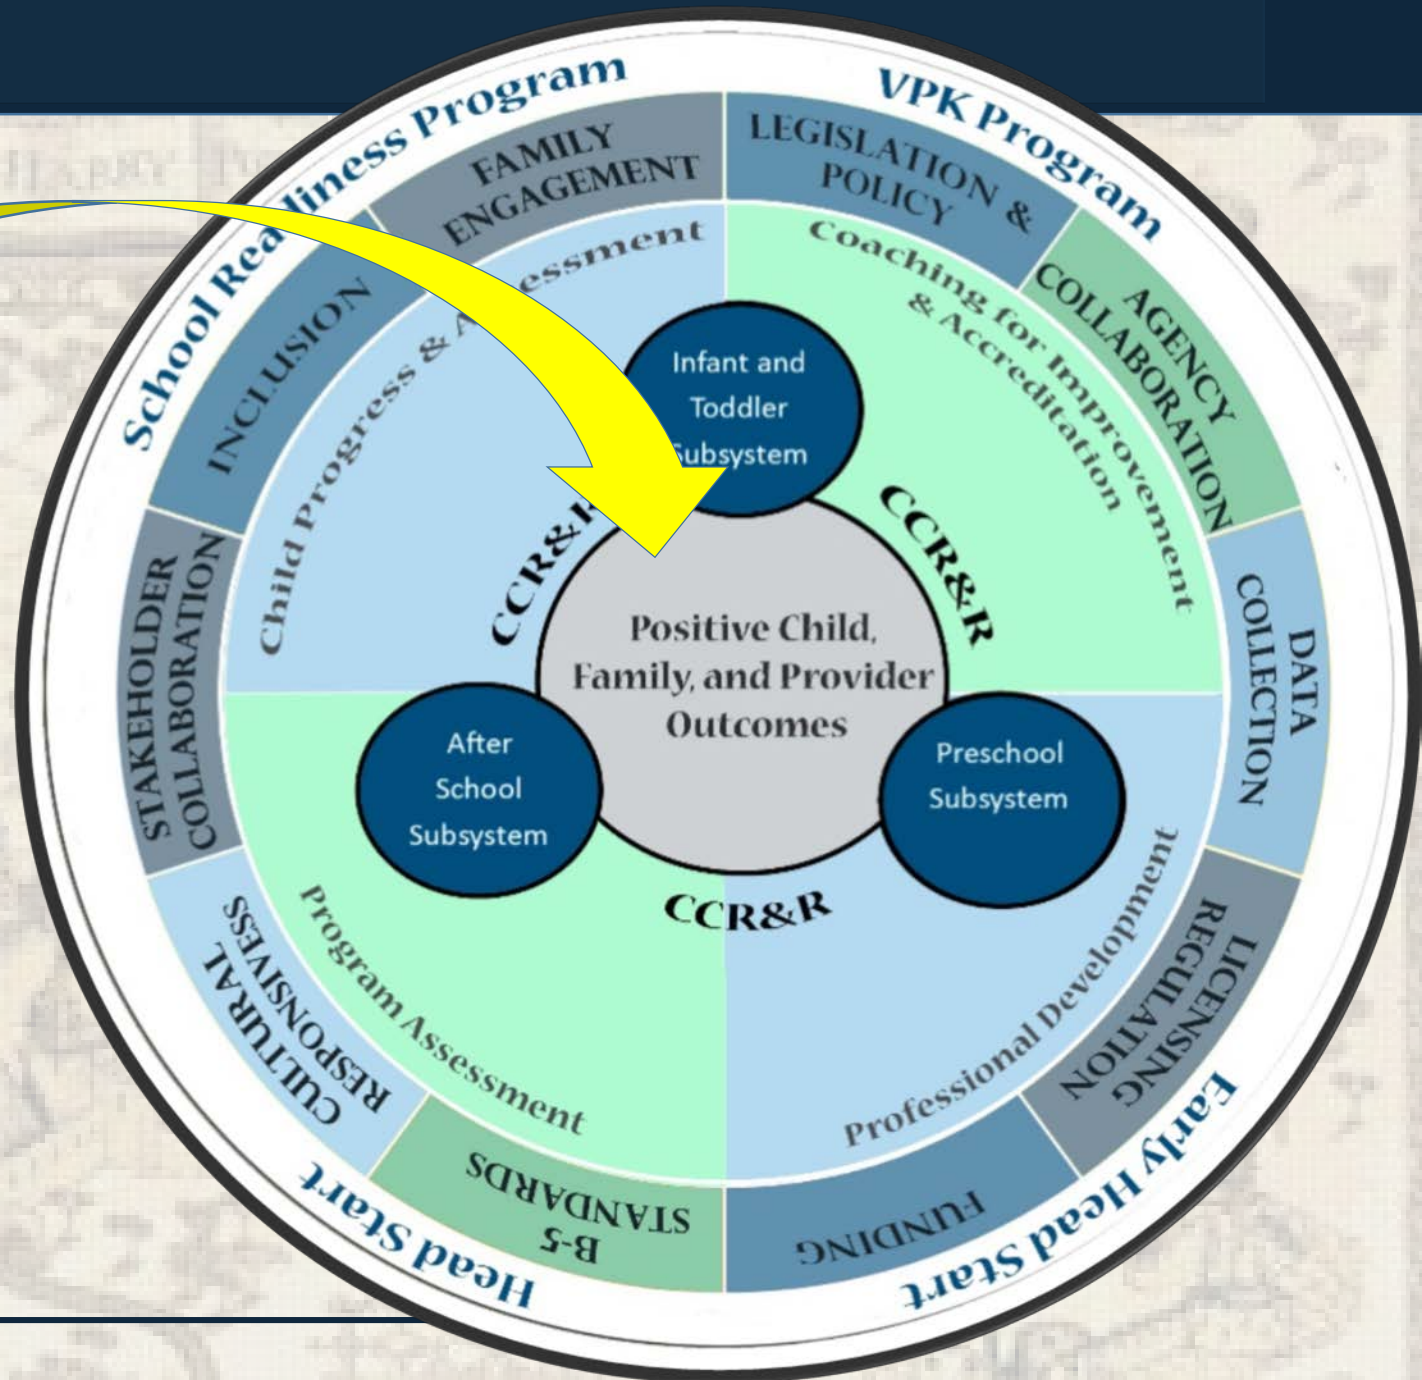 School Readiness Program
VPK Program
FAMILY
ENGAGEMENT
LEGISLATION &
POLICY
AGENCY
COLLABORATION
DATA
COLLECTION
LICENSING
REGULATION
FUNDING
B-5
STANDARDS
CULTURAL
RESPONSIVESS
STAKEHOLDER
COLLABORATION
INCLUSION
Early Head Start
Head Start
Child Progress &
Coaching for Improvement
& Accreditation
Professional Development
Program Assessment
CCR&R
CCR&R
CCR&R
Infant and
Toddler
Subsystem
Positive Child,
Family, and Provider
Outcomes
After
School
Subsystem
Preschool
Subsystem